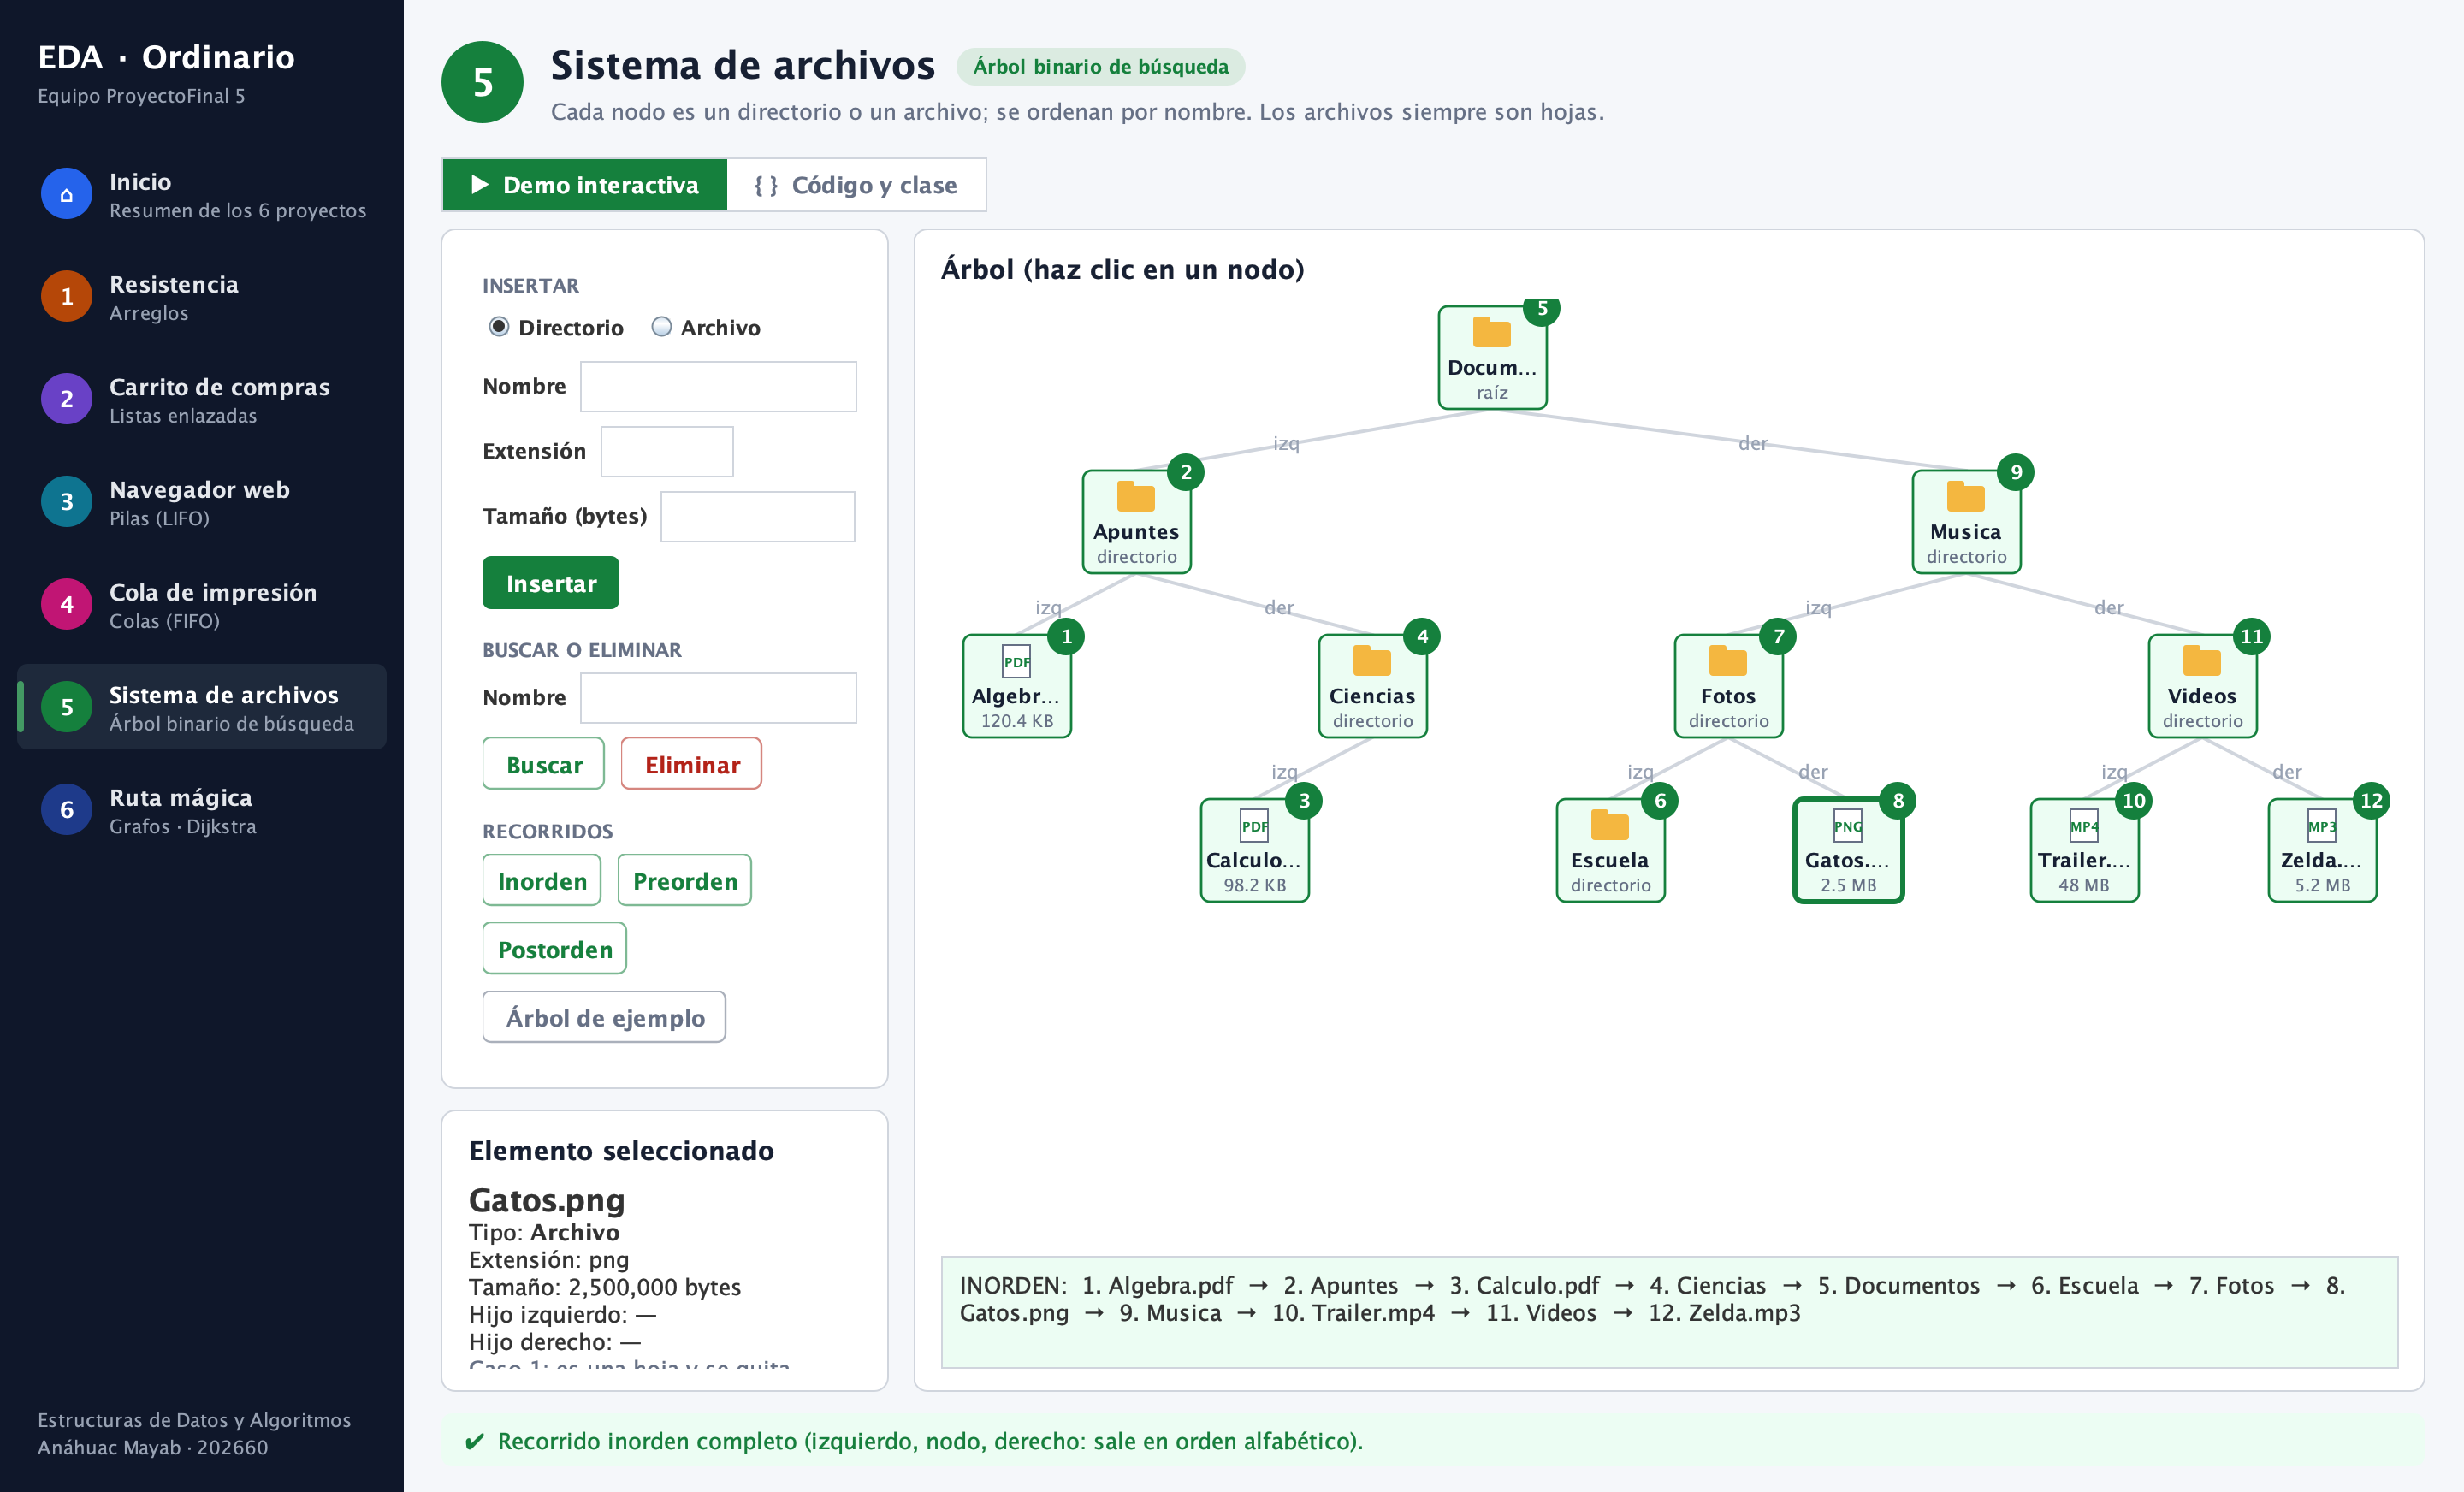 EDA · Ordinario
Equipo ProyectoFinal 5
Inicio
Resumen de los 6 proyectos
1
Resistencia
Arreglos
2
Carrito de compras
Listas enlazadas
3
Navegador web
Pilas (LIFO)
4
Cola de impresión
Colas (FIFO)
5
Sistema de archivos
Árbol binario de búsqueda
6
Ruta mágica
Grafos · Dijkstra
Estructuras de Datos y Algoritmos
Anáhuac Mayab · 202660
5
Sistema de archivos
Árbol binario de búsqueda
Cada nodo es un directorio o un archivo; se ordenan por nombre. Los archivos siempre son hojas.
▶ Demo interactiva
{ } Código y clase
INSERTAR
Directorio
Archivo
Nombre
Extensión
Tamaño (bytes)
Insertar
BUSCAR O ELIMINAR
Nombre
Buscar
Eliminar
RECORRIDOS
Inorden
Preorden
Postorden
Árbol de ejemplo
Elemento seleccionado
Gatos.png
Tipo: Archivo
Extensión: png
Tamaño: 2,500,000 bytes
Hijo izquierdo: —
Hijo derecho: —
Caso 1: es una hoja y se quita
Árbol (haz clic en un nodo)
5
Docum...
raíz
izq
der
2
Apuntes
directorio
9
Musica
directorio
izq
der
izq
der
1
PDF
Algebr...
120.4 KB
4
Ciencias
directorio
7
Fotos
directorio
11
Videos
directorio
izq
izq
der
izq
der
3
PDF
Calculo...
98.2 KB
6
Escuela
directorio
8
PNG
Gatos....
2.5 MB
10
MP4
Trailer....
48 MB
12
MP3
Zelda....
5.2 MB
INORDEN: 1. Algebra.pdf → 2. Apuntes → 3. Calculo.pdf → 4. Ciencias → 5. Documentos → 6. Escuela → 7. Fotos → 8.
Gatos.png → 9. Musica → 10. Trailer.mp4 → 11. Videos → 12. Zelda.mp3
✔ Recorrido inorden completo (izquierdo, nodo, derecho: sale en orden alfabético).